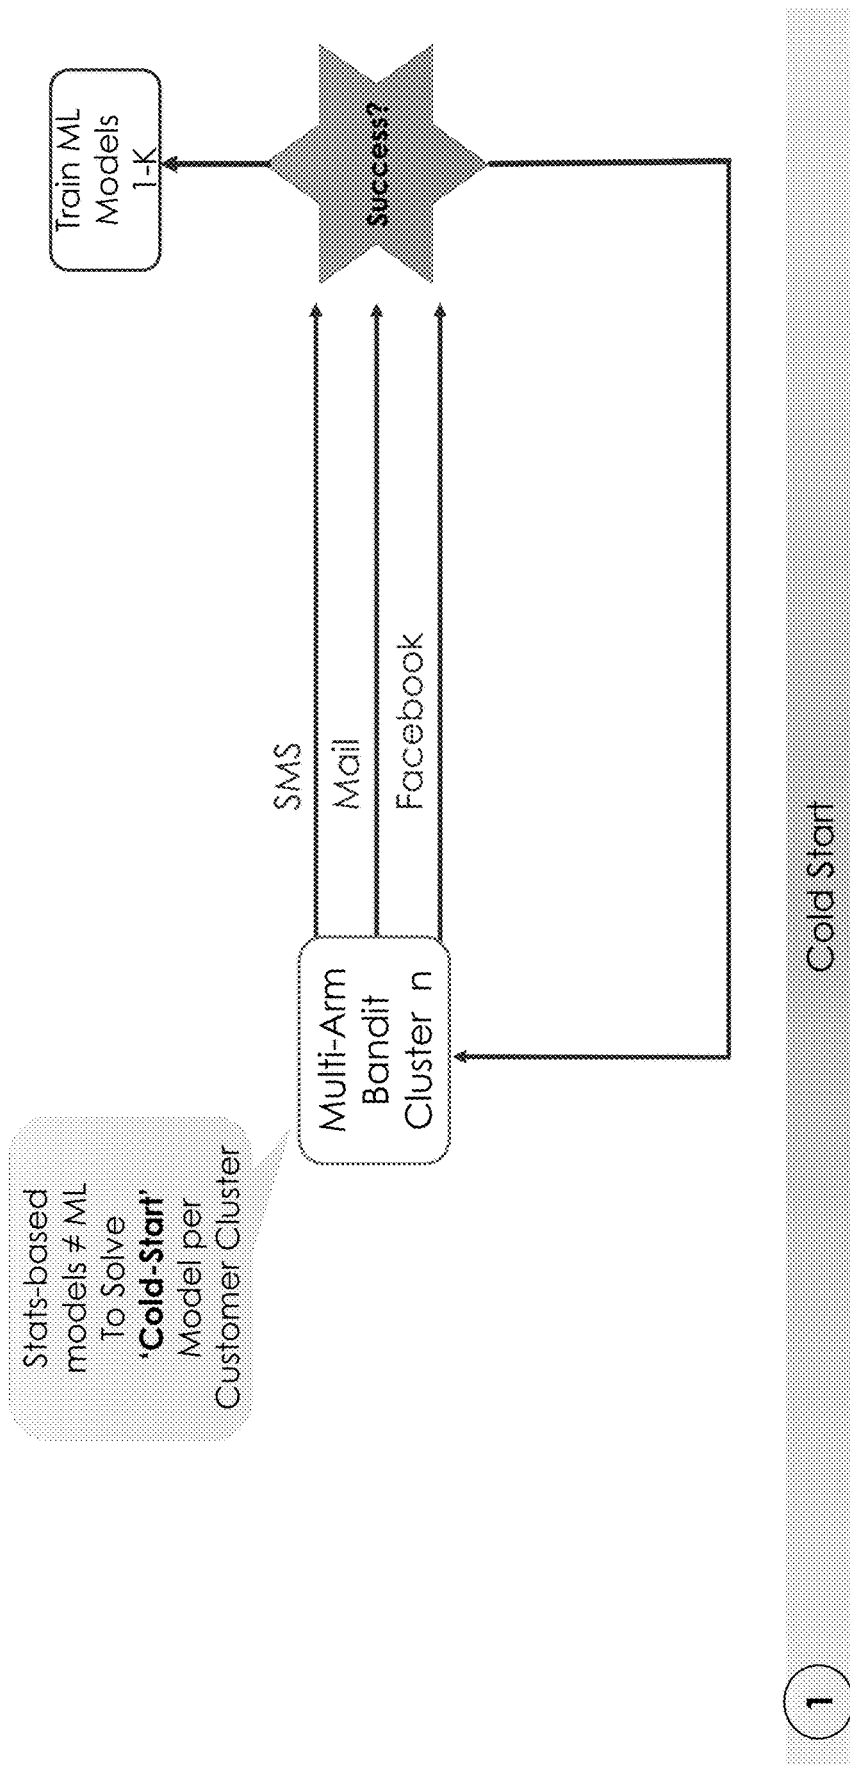 Stats-based
models ≠ ML
To Solve
'Cold-Start'
Model per
Customer Cluster
Multi-Arm
Bandit
Cluster n
SMS
Mail
Facebook
Success?
Train ML
Models
1-K
1
Cold Start